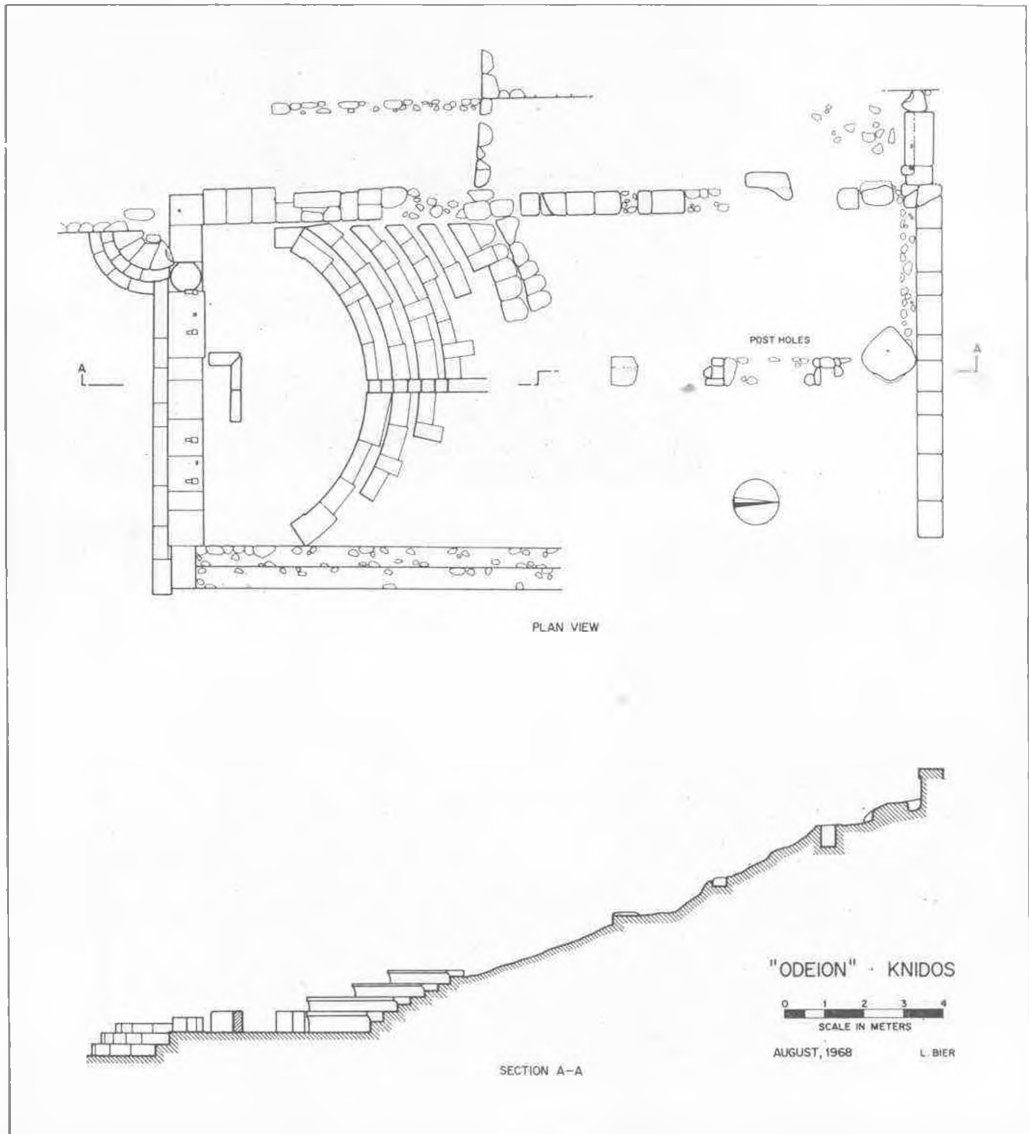 A
POST HOLES
A
PLAN VIEW
"ODEION" - KNIDOS
0 1 2 3 4
SCALE IN METERS
AUGUST, 1968 L. BIER
SECTION A-A